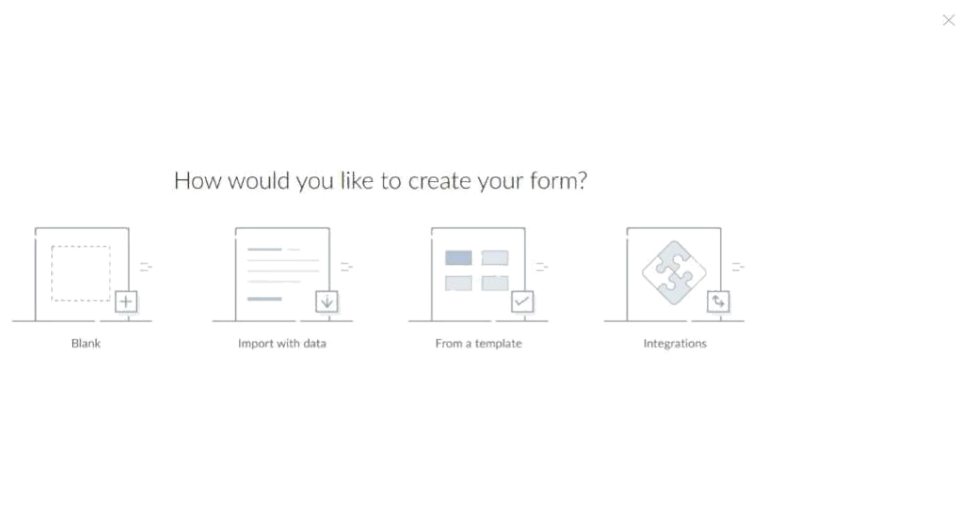 How would you like to create your form?
Blank
Import with data
From a template
Integrations